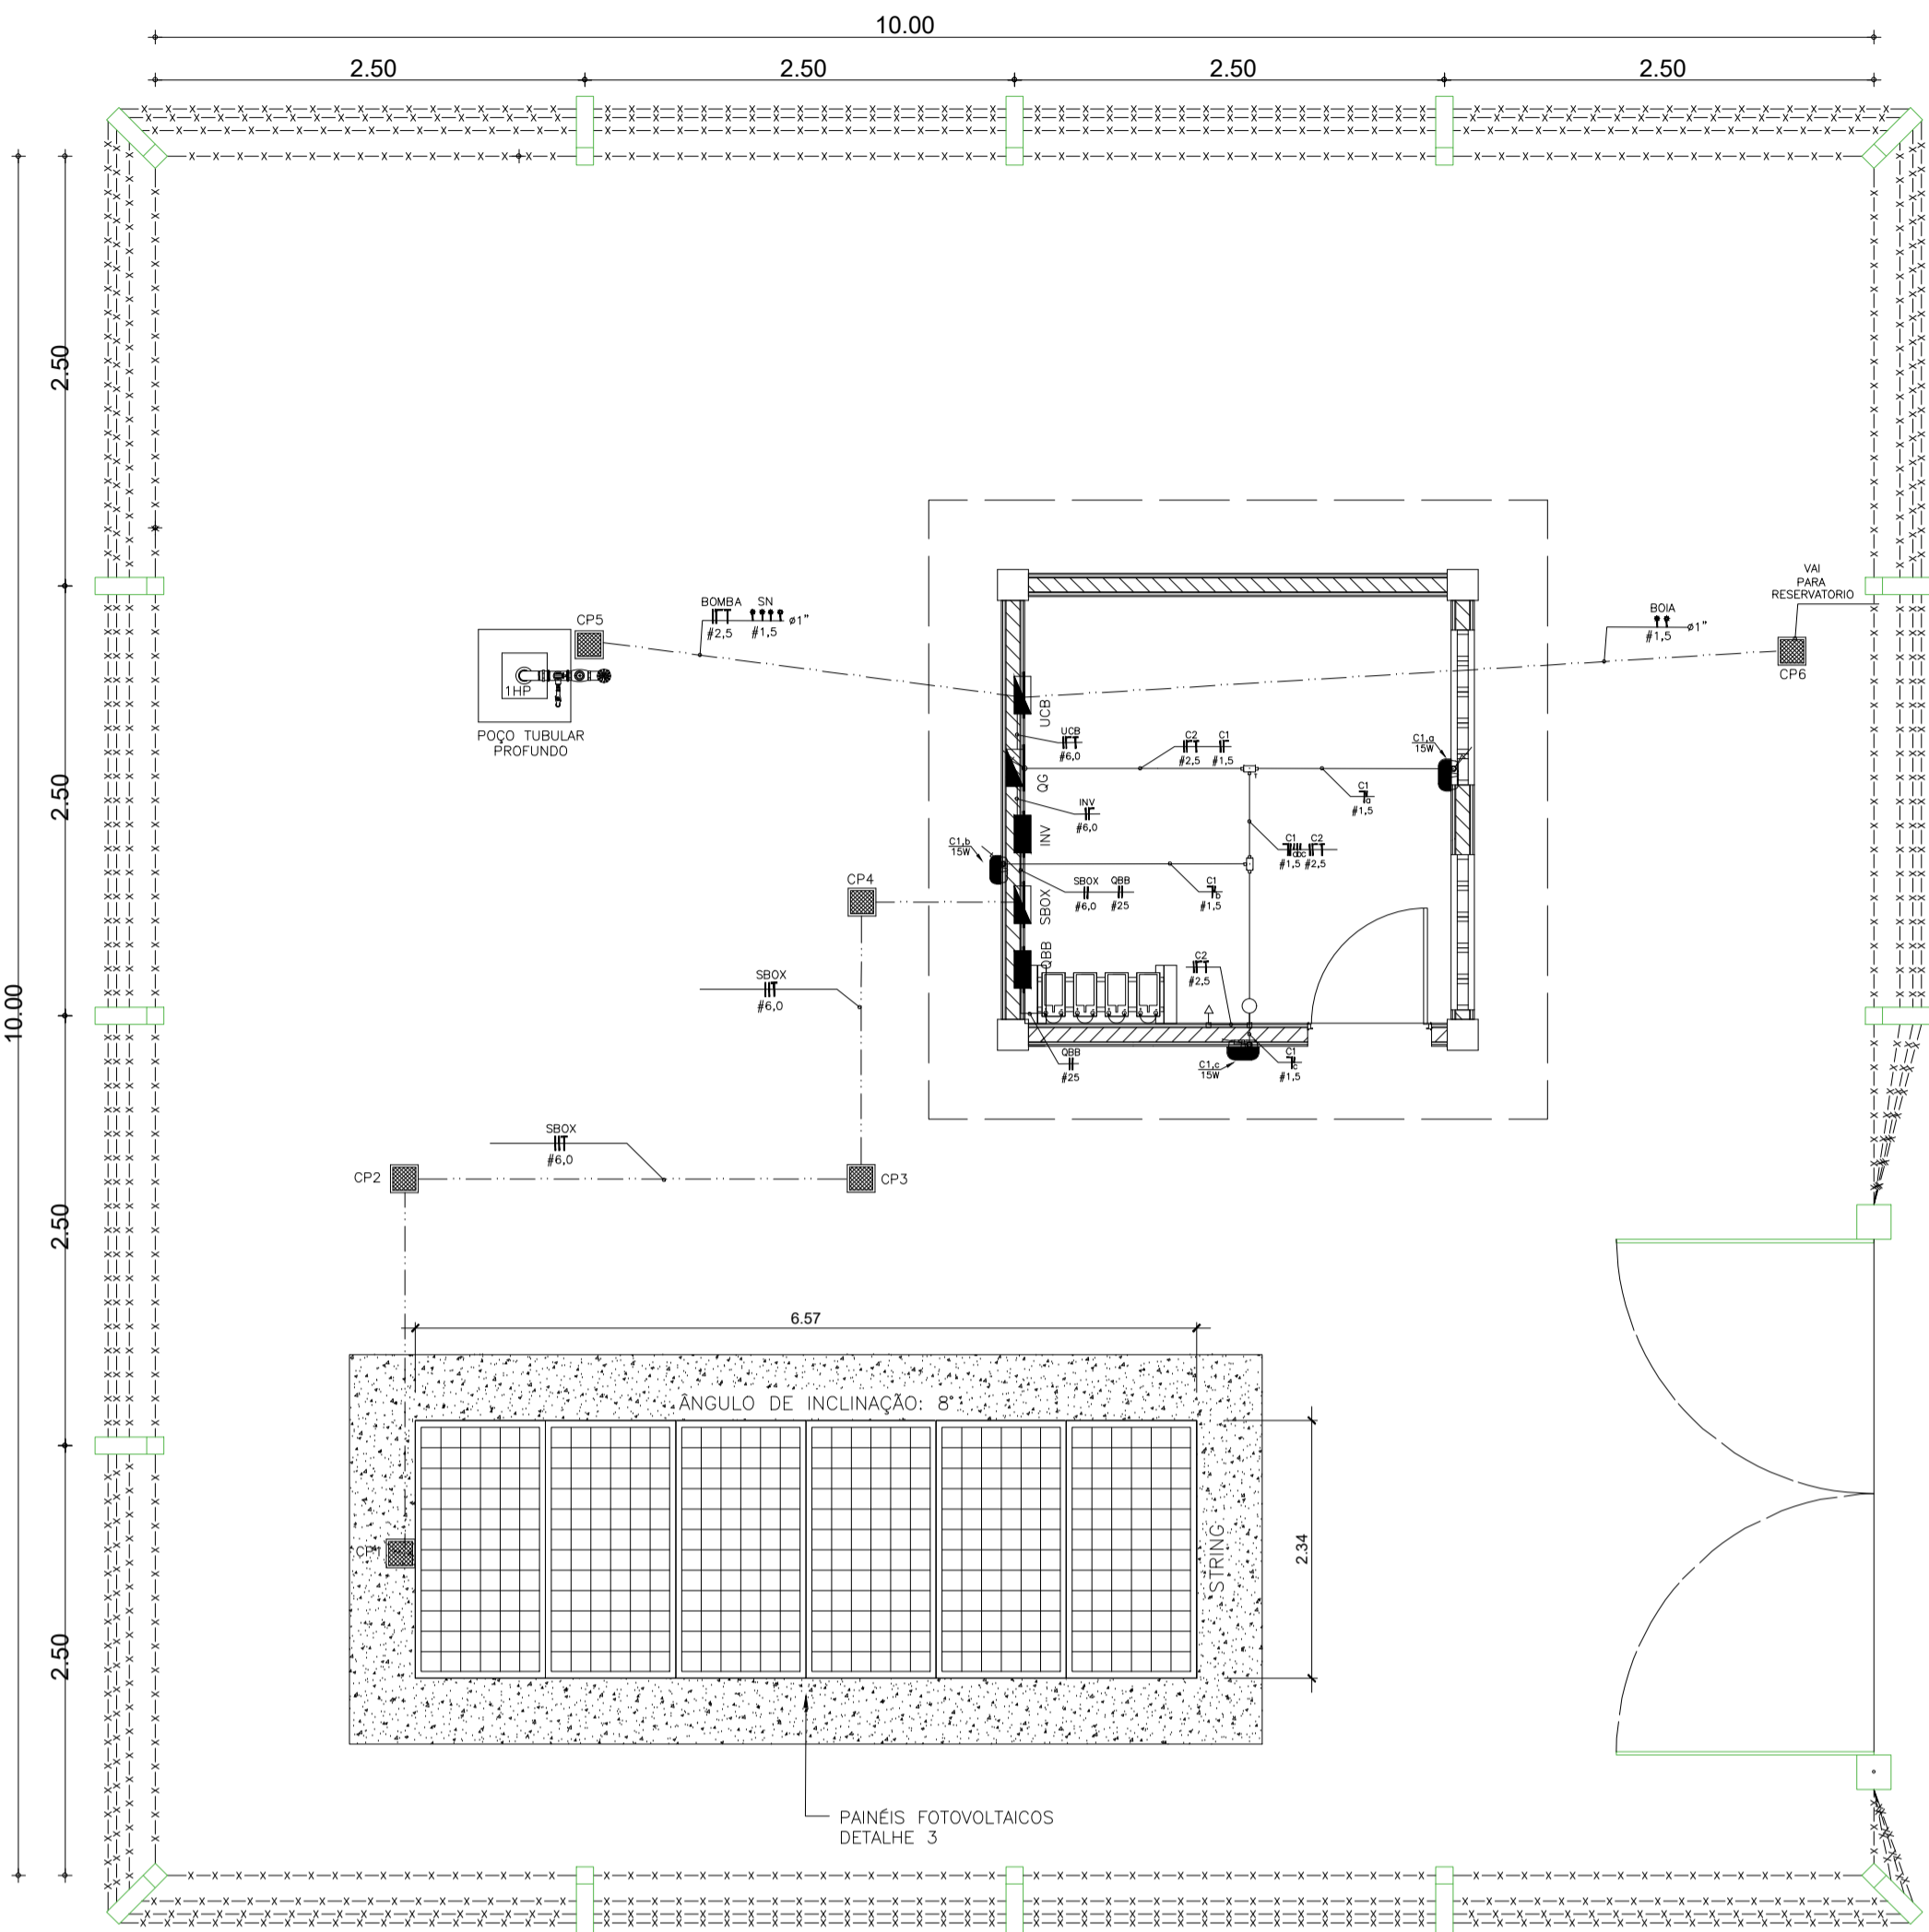 10.00
2.50
2.50
2.50
2.50
10.00
2.50
2.50
2.50
2.50
VAI
PARA
RESERVATORIO
BOMBA SN
#2,5 #1,5 ø1"
CP5
BOIA
#1,5 ø1"
CP6
1HP
POÇO TUBULAR
PROFUNDO
UCB
UCB
#6,0
C2 C1
#2,5 #1,5
C1.a
15W
QG
INV
#6,0
C1
a
#1,5
INV
C1.b
15W
C1 C2
abc
#1,5 #2,5
CP4
SBOX QBB
#6,0 #25
C1
b
#1,5
SBOX
QBB
C2
#2,5
SBOX
#6,0
QBB
#25
C1.c
15W
C1
c
#1,5
SBOX
#6,0
CP2
CP3
6.57
ÂNGULO DE INCLINAÇÃO: 8°
CP1
STRING
2.34
PAINÉIS FOTOVOLTAICOS
DETALHE 3